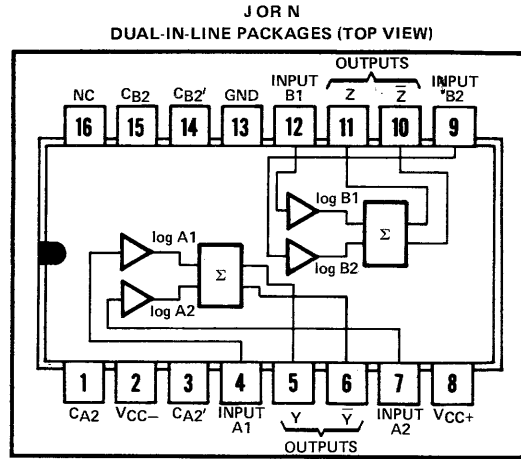 J OR N
DUAL-IN-LINE PACKAGES (TOP VIEW)
OUTPUTS
NC CB2 CB2' GND INPUT B1 Z Z̅ INPUT B2
16 15 14 13 12 11 10 9
log B1
Σ
log B2
log A1
Σ
log A2
1 2 3 4 5 6 7 8
CA2 VCC− CA2' INPUT A1 Y Y̅ INPUT A2 VCC+
OUTPUTS